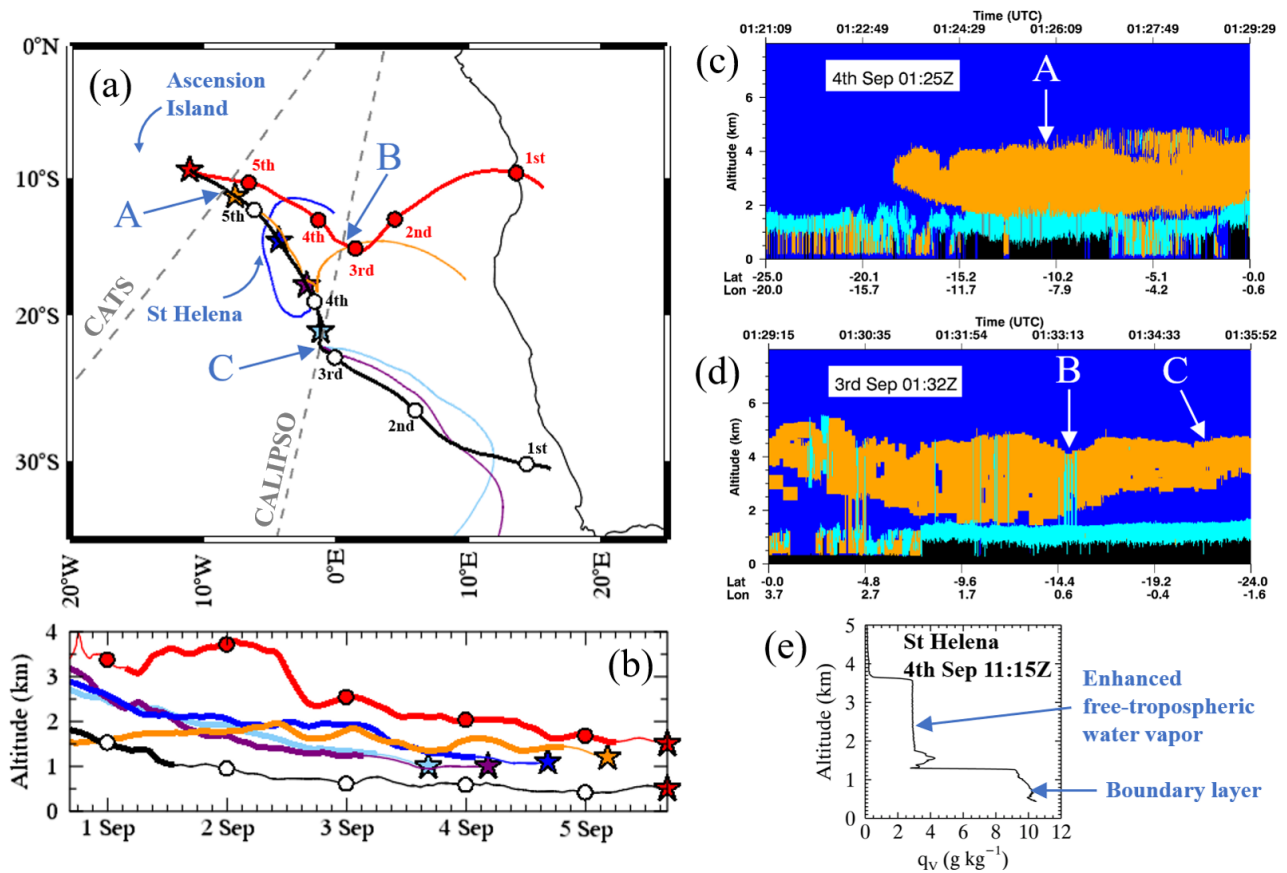 (a)
0°N
10°S
20°S
30°S
20°W
10°W
0°E
10°E
20°E
Ascension
Island
A
B
C
St Helena
CATS
CALIPSO
5th
4th
3rd
2nd
1st
5th
4th
3rd
2nd
1st
(b)
Altitude (km)
4
3
2
1
0
1 Sep
2 Sep
3 Sep
4 Sep
5 Sep
(c)
Time (UTC)
01:21:09 01:22:49 01:24:29 01:26:09 01:27:49 01:29:29
4th Sep 01:25Z
A
Altitude (km)
6
4
2
0
Lat -25.0 -20.1 -15.2 -10.2 -5.1 -0.0
Lon -20.0 -15.7 -11.7 -7.9 -4.2 -0.6
(d)
Time (UTC)
01:29:15 01:30:35 01:31:54 01:33:13 01:34:33 01:35:52
3rd Sep 01:32Z
B
C
Altitude (km)
6
4
2
0
Lat -0.0 -4.8 -9.6 -14.4 -19.2 -24.0
Lon 3.7 2.7 1.7 0.6 -0.4 -1.6
(e)
St Helena
4th Sep 11:15Z
Altitude (km)
5
4
3
2
1
0
0 2 4 6 8 10 12
qv (g kg⁻¹)
Enhanced
free-tropospheric
water vapor
Boundary layer